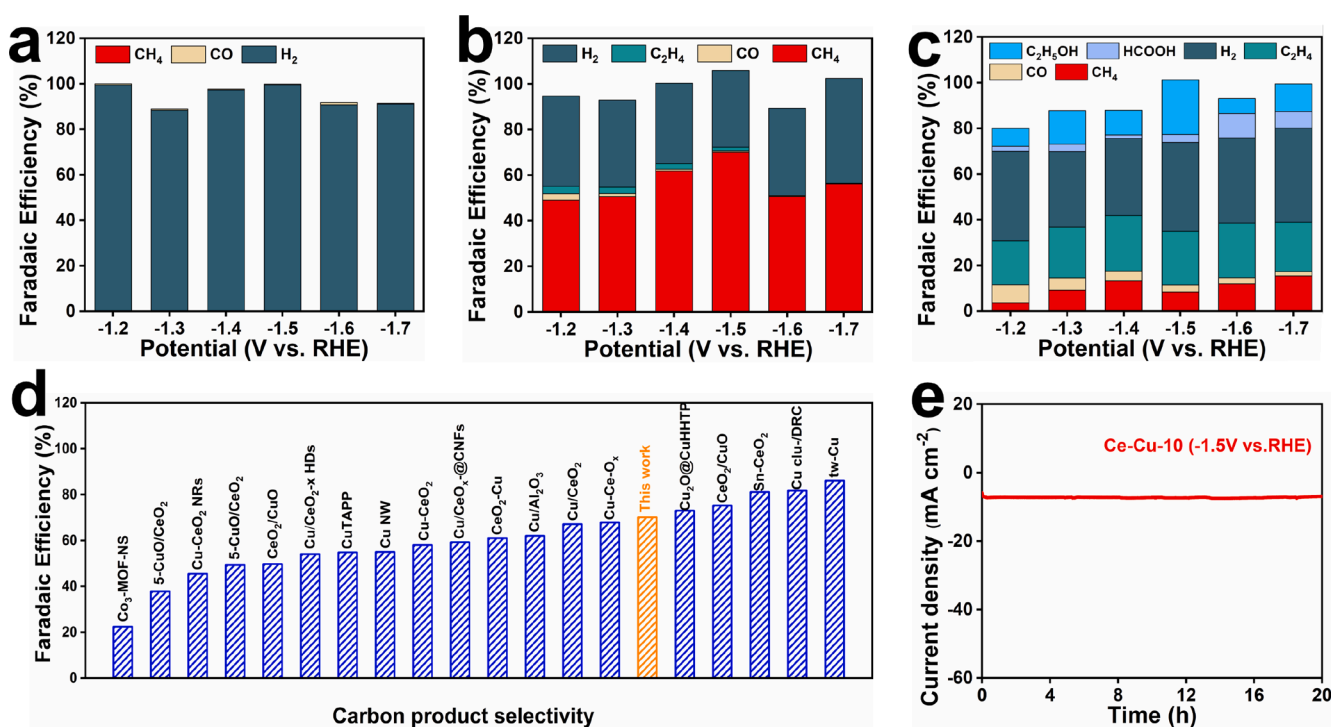 a
120
100
80
60
40
20
0
Faradaic Efficiency (%)
CH₄ CO H₂
-1.2 -1.3 -1.4 -1.5 -1.6 -1.7
Potential (V vs. RHE)
b
120
100
80
60
40
20
0
Faradaic Efficiency (%)
H₂ C₂H₄ CO CH₄
-1.2 -1.3 -1.4 -1.5 -1.6 -1.7
Potential (V vs. RHE)
c
120
100
80
60
40
20
0
Faradaic Efficiency (%)
C₂H₅OH HCOOH H₂ C₂H₄
CO CH₄
-1.2 -1.3 -1.4 -1.5 -1.6 -1.7
Potential (V vs. RHE)
d
120
100
80
60
40
20
0
Faradaic Efficiency (%)
Co₃-MOF-NS
5-CuO/CeO₂
Cu-CeO₂ NRs
5-CuO/CeO₂
CeO₂/CuO
Cu/CeO₂-x HDs
CuTAPP
Cu NW
Cu-CeO₂
Cu/CeOₓ-@CNFs
CeO₂-Cu
Cu/Al₂O₃
Cu/CeO₂
Cu-Ce-Oₓ
This work
Cu₂O@CuHHTP
CeO₂/CuO
Sn-CeO₂
Cu clu-/DRC
tw-Cu
Carbon product selectivity
e
20
0
-20
-40
-60
Current density (mA cm⁻²)
Ce-Cu-10 (-1.5V vs.RHE)
0 4 8 12 16 20
Time (h)